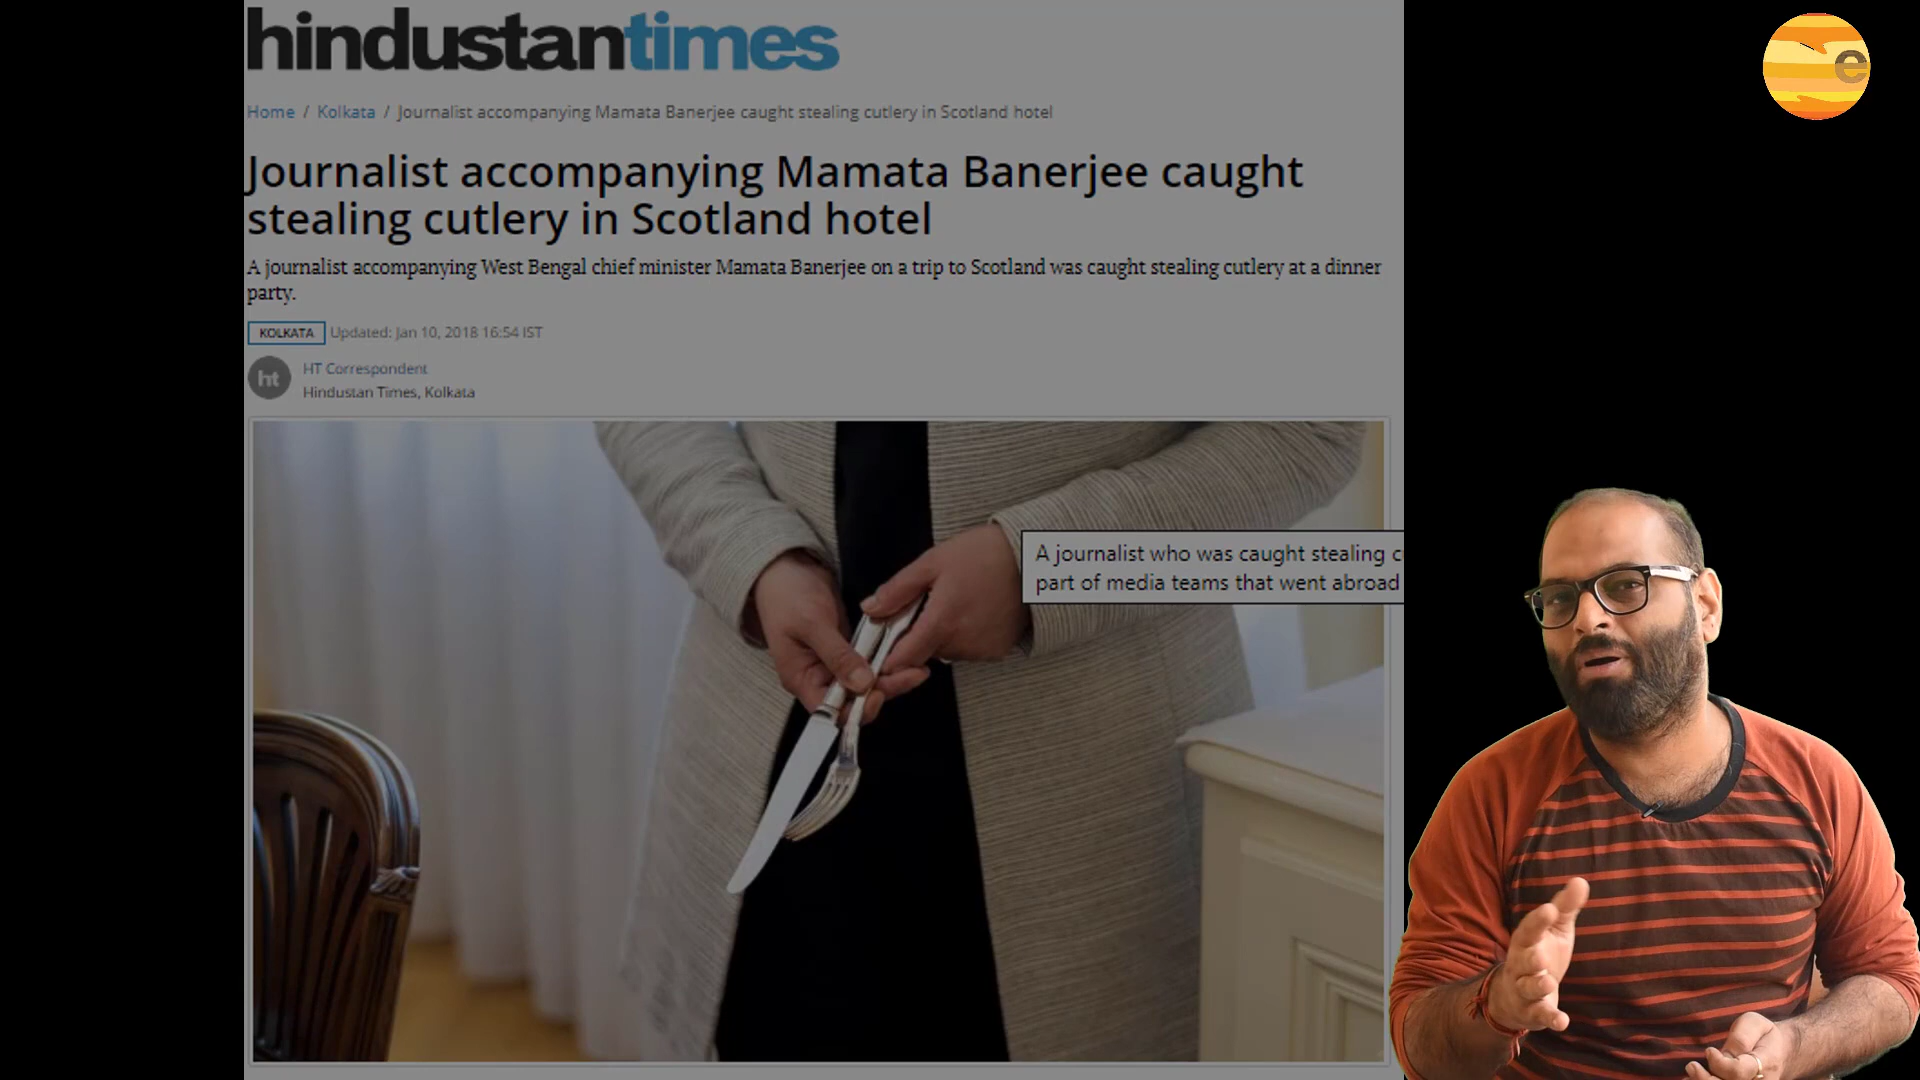 hindustantimes
Home / Kolkata / Journalist accompanying Mamata Banerjee caught stealing cutlery in Scotland hotel
Journalist accompanying Mamata Banerjee caught
stealing cutlery in Scotland hotel
A journalist accompanying West Bengal chief minister Mamata Banerjee on a trip to Scotland was caught stealing cutlery at a dinner
party.
KOLKATA Updated: Jan 10, 2018 16:54 IST
ht
HT Correspondent
Hindustan Times, Kolkata
A journalist who was caught stealing c
part of media teams that went abroad
e